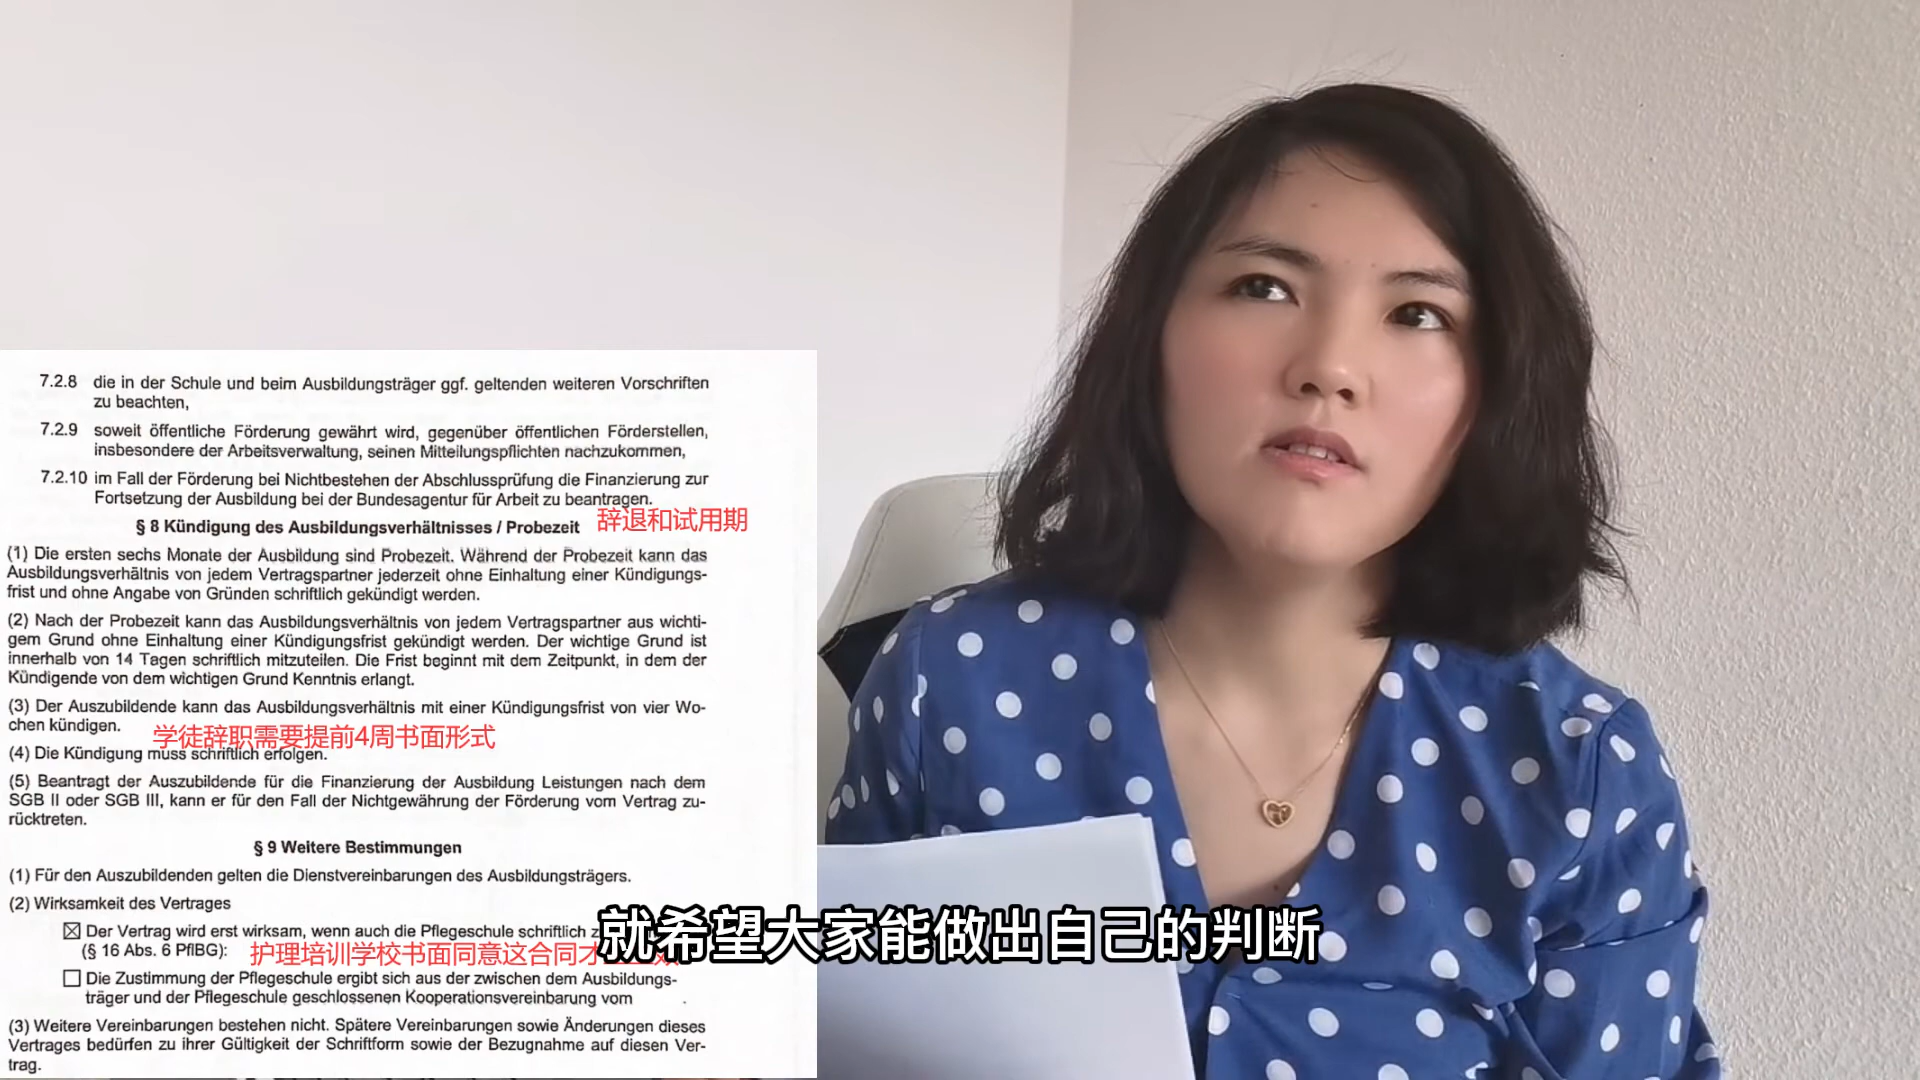 7.2.8 die in der Schule und beim Ausbildungsträger ggf. geltenden weiteren Vorschriften
zu beachten,
7.2.9 soweit öffentliche Förderung gewährt wird, gegenüber öffentlichen Förderstellen,
insbesondere der Arbeitsverwaltung, seinen Mitteilungspflichten nachzukommen,
7.2.10 im Fall der Förderung bei Nichtbestehen der Abschlussprüfung die Finanzierung zur
Fortsetzung der Ausbildung bei der Bundesagentur für Arbeit zu beantragen.
§ 8 Kündigung des Ausbildungsverhältnisses / Probezeit
辞退和试用期
(1) Die ersten sechs Monate der Ausbildung sind Probezeit. Während der Probezeit kann das
Ausbildungsverhältnis von jedem Vertragspartner jederzeit ohne Einhaltung einer Kündigungs-
frist und ohne Angabe von Gründen schriftlich gekündigt werden.
(2) Nach der Probezeit kann das Ausbildungsverhältnis von jedem Vertragspartner aus wichti-
gem Grund ohne Einhaltung einer Kündigungsfrist gekündigt werden. Der wichtige Grund ist
innerhalb von 14 Tagen schriftlich mitzuteilen. Die Frist beginnt mit dem Zeitpunkt, in dem der
Kündigende von dem wichtigen Grund Kenntnis erlangt.
(3) Der Auszubildende kann das Ausbildungsverhältnis mit einer Kündigungsfrist von vier Wo-
chen kündigen.
学徒辞职需要提前4周书面形式
(4) Die Kündigung muss schriftlich erfolgen.
(5) Beantragt der Auszubildende für die Finanzierung der Ausbildung Leistungen nach dem
SGB II oder SGB III, kann er für den Fall der Nichtgewährung der Förderung vom Vertrag zu-
rücktreten.
§ 9 Weitere Bestimmungen
(1) Für den Auszubildenden gelten die Dienstvereinbarungen des Ausbildungsträgers.
(2) Wirksamkeit des Vertrages
Der Vertrag wird erst wirksam, wenn auch die Pflegeschule schriftlich
(§ 16 Abs. 6 PflBG):
护理培训学校书面同意这合同才
就希望大家能做出自己的判断
Die Zustimmung der Pflegeschule ergibt sich aus der zwischen dem Ausbildungs-
träger und der Pflegeschule geschlossenen Kooperationsvereinbarung vom .
(3) Weitere Vereinbarungen bestehen nicht. Spätere Vereinbarungen sowie Änderungen dieses
Vertrages bedürfen zu ihrer Gültigkeit der Schriftform sowie der Bezugnahme auf diesen Ver-
trag.